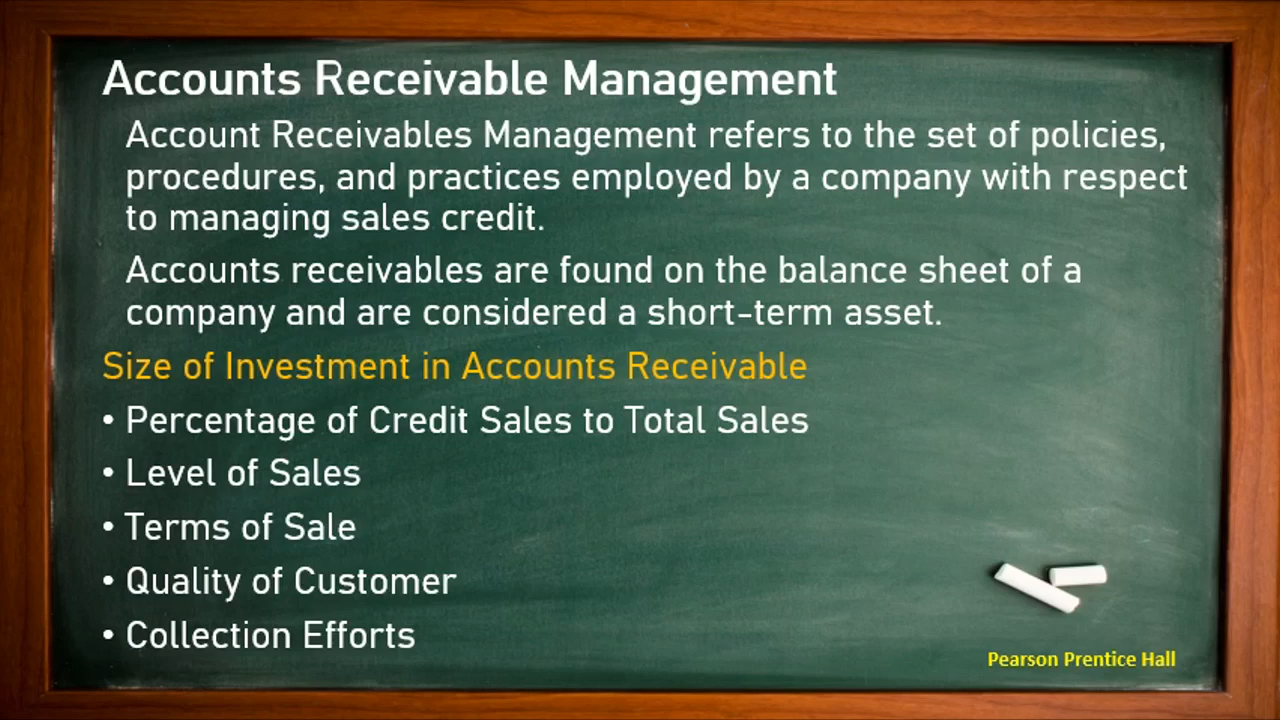 Accounts Receivable Management
Account Receivables Management refers to the set of policies,
procedures, and practices employed by a company with respect
to managing sales credit.
Accounts receivables are found on the balance sheet of a
company and are considered a short-term asset.
Size of Investment in Accounts Receivable
• Percentage of Credit Sales to Total Sales
• Level of Sales
• Terms of Sale
• Quality of Customer
• Collection Efforts
Pearson Prentice Hall